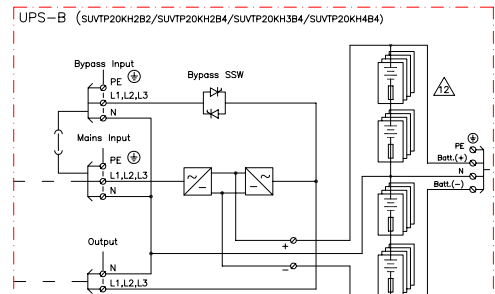 UPS-B (SUVTP20KH2B2/SUVTP20KH2B4/SUVTP20KH3B4/SUVTP20KH4B4)
Bypass Input
PE
L1,L2,L3
N
Bypass SSW
12
Mains Input
PE
L1,L2,L3
N
PE
Batt.(+)
N
Batt.(-)
Output
N
L1,L2,L3
+
-